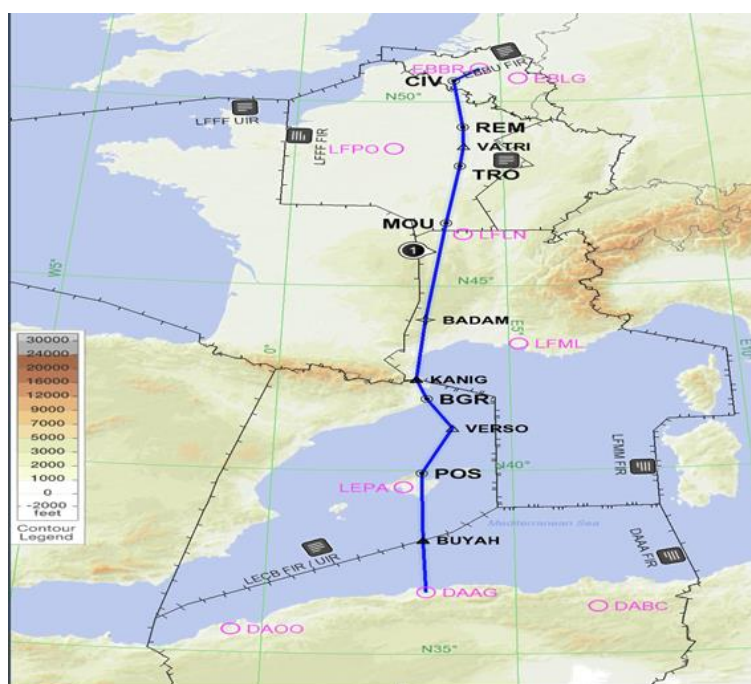 EBBR
EBBU FIR
EBLG
CIV
N50°
LFFF UIR
LFFF FIR
REM
LFPO
VATRI
TRO
MOU
LFLN
1
W5°
N45°
BADAM
E5°
LFML
0°
E10°
KANIG
BGR
VERSO
30000
24000
20000
16000
12000
9000
7000
5000
3000
2000
1000
0
-2000
feet
Contour
Legend
POS
N40°
LFMM FIR
LEPA
Mediterranean Sea
BUYAH
LECB FIR / UIR
DAAA FIR
DAAG
DABC
DAOO
N35°